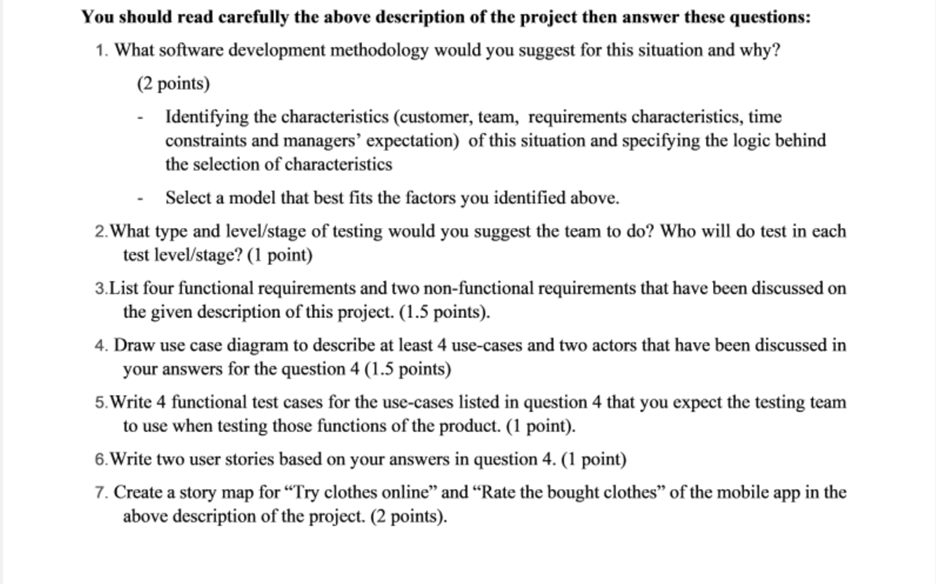 You should read carefully the above description of the project then answer these questions:
1. What software development methodology would you suggest for this situation and why?
(2 points)
- Identifying the characteristics (customer, team, requirements characteristics, time
constraints and managers’ expectation) of this situation and specifying the logic behind
the selection of characteristics
- Select a model that best fits the factors you identified above.
2.What type and level/stage of testing would you suggest the team to do? Who will do test in each
test level/stage? (1 point)
3.List four functional requirements and two non-functional requirements that have been discussed on
the given description of this project. (1.5 points).
4. Draw use case diagram to describe at least 4 use-cases and two actors that have been discussed in
your answers for the question 4 (1.5 points)
5.Write 4 functional test cases for the use-cases listed in question 4 that you expect the testing team
to use when testing those functions of the product. (1 point).
6.Write two user stories based on your answers in question 4. (1 point)
7. Create a story map for “Try clothes online” and “Rate the bought clothes” of the mobile app in the
above description of the project. (2 points).